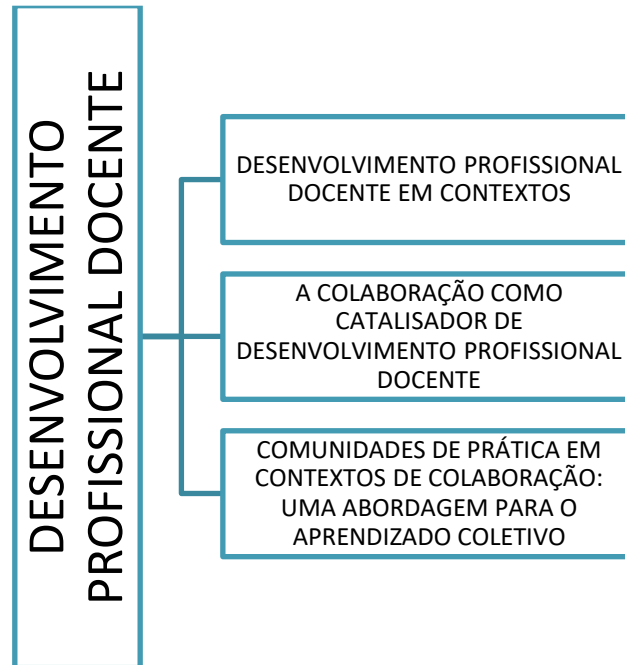 DESENVOLVIMENTO
PROFISSIONAL DOCENTE
DESENVOLVIMENTO PROFISSIONAL
DOCENTE EM CONTEXTOS
A COLABORAÇÃO COMO
CATALISADOR DE
DESENVOLVIMENTO PROFISSIONAL
DOCENTE
COMUNIDADES DE PRÁTICA EM
CONTEXTOS DE COLABORAÇÃO:
UMA ABORDAGEM PARA O
APRENDIZADO COLETIVO